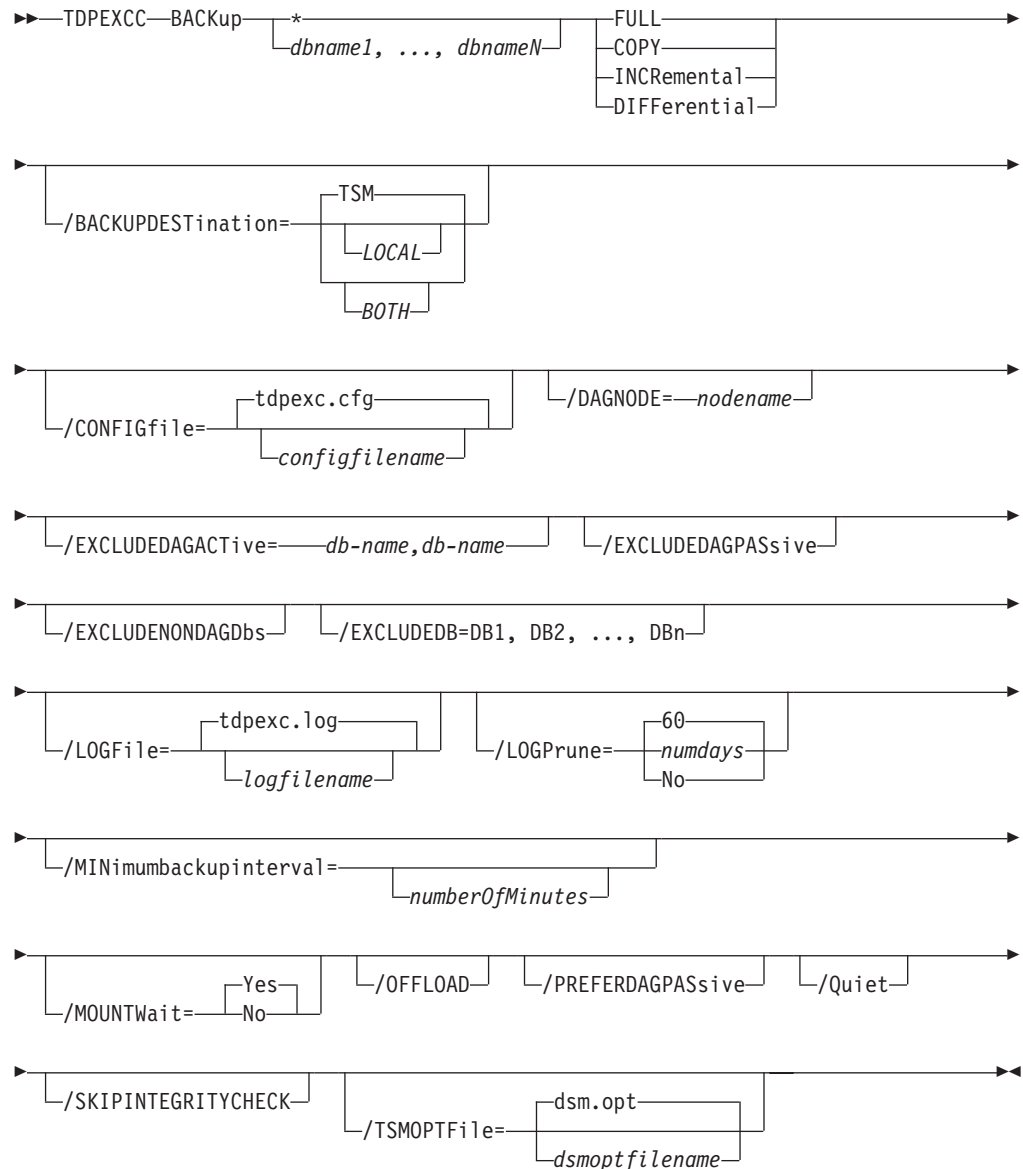 TDPEXCC BACKup * FULL
dbname1, ..., dbnameN COPY
INCRemental
DIFFerential
TSM
/BACKUPDESTination=
LOCAL
BOTH
tdpexc.cfg
/CONFIGfile= /DAGNODE= nodename
configfilename
/EXCLUDEDAGACTive= db-name,db-name /EXCLUDEDAGPASsive
/EXCLUDENONDAGDbs /EXCLUDEDB=DB1, DB2, ..., DBn
tdpexc.log 60
/LOGFile= /LOGPrune= numdays
logfilename No
/MINimumbackupinterval=
numberOfMinutes
Yes /OFFLOAD /PREFERDAGPASsive /Quiet
/MOUNTWait= No
/SKIPINTEGRITYCHECK dsm.opt
/TSMOPTFile=
dsmoptfilename